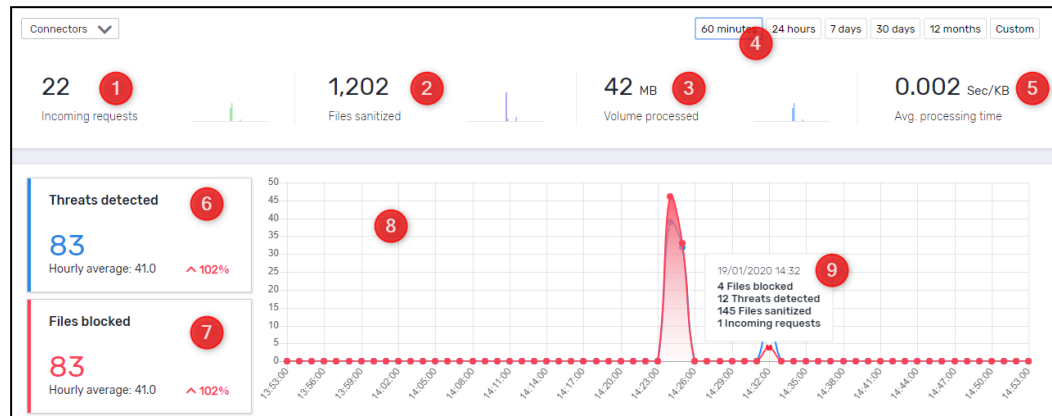 Connectors
60 minutes 24 hours 7 days 30 days 12 months Custom
4
22 1
Incoming requests
1,202 2
Files sanitized
42 MB 3
Volume processed
0.002 Sec/KB 5
Avg. processing time
Threats detected 6
83
Hourly average: 41.0 102%
Files blocked 7
83
Hourly average: 41.0 102%
8
50
45
40
35
30
25
20
15
10
5
0
19/01/2020 14:32 9
4 Files blocked
12 Threats detected
145 Files sanitized
1 Incoming requests
13:53:00 13:56:00 13:59:00 14:02:00 14:05:00 14:08:00 14:11:00 14:14:00 14:17:00 14:20:00 14:23:00 14:26:00 14:29:00 14:32:00 14:35:00 14:38:00 14:41:00 14:44:00 14:47:00 14:50:00 14:53:00